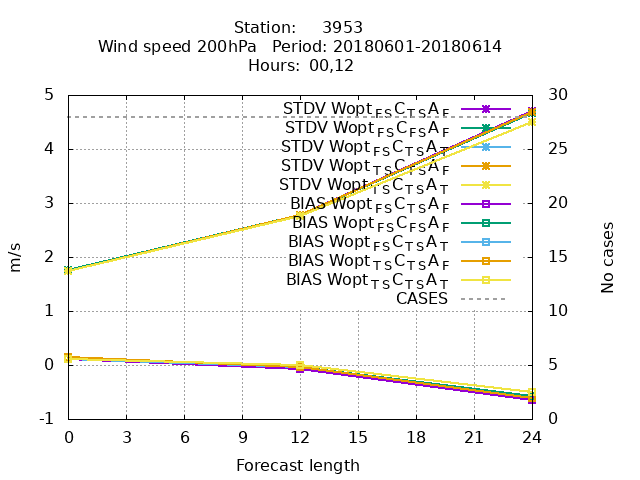 Station: 3953
Wind speed 200hPa Period: 20180601-20180614
Hours: 00,12
5
4
3
2
1
0
-1
m/s
30
25
20
15
10
5
0
No cases
STDV Wopt_FS C_TS A_F
STDV Wopt_FS C_FS A_F
STDV Wopt_FS C_TS A_T
STDV Wopt_TS C_TS A_F
STDV Wopt_TS C_TS A_T
BIAS Wopt_FS C_TS A_F
BIAS Wopt_FS C_FS A_F
BIAS Wopt_FS C_TS A_T
BIAS Wopt_TS C_TS A_F
BIAS Wopt_TS C_TS A_T
CASES
0 3 6 9 12 15 18 21 24
Forecast length